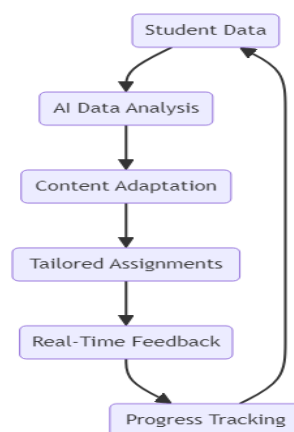 Student Data
AI Data Analysis
Content Adaptation
Tailored Assignments
Real-Time Feedback
Progress Tracking